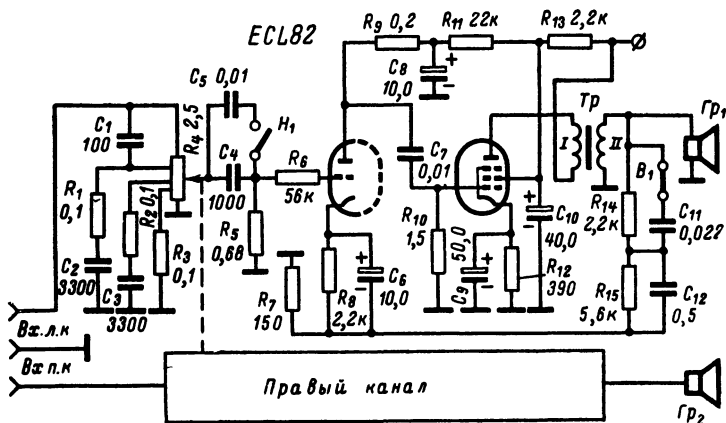 ECL82
R9 0,2
R11 22к
R13 2,2к
C8
10,0
+
-
C5 0,01
H1
C1
100
R4 2,5
C4
1000
R6
56к
C7
0,01
Тр
I
II
Гр1
B1
R1
0,1
R2 0,1
R3
0,1
C2
3300
C3
3300
R5
0,68
R7
150
R8
2,2к
+
-
C6
10,0
R10
1,5
50,0
C9
+
-
R12
390
+
-
C10
40,0
R14
2,2к
C11
0,022
R15
5,6к
C12
0,5
Вх.л.к
Вх п.к
Правый канал
Гр2